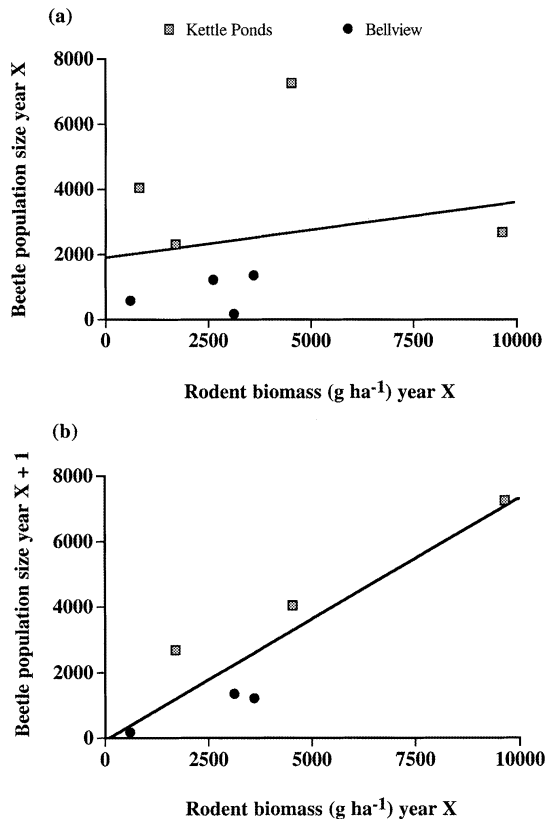 (a)
Kettle Ponds Bellview
Beetle population size year X
8000
6000
4000
2000
0
0 2500 5000 7500 10000
Rodent biomass (g ha-1) year X
(b)
Beetle population size year X + 1
8000
6000
4000
2000
0
0 2500 5000 7500 10000
Rodent biomass (g ha-1) year X